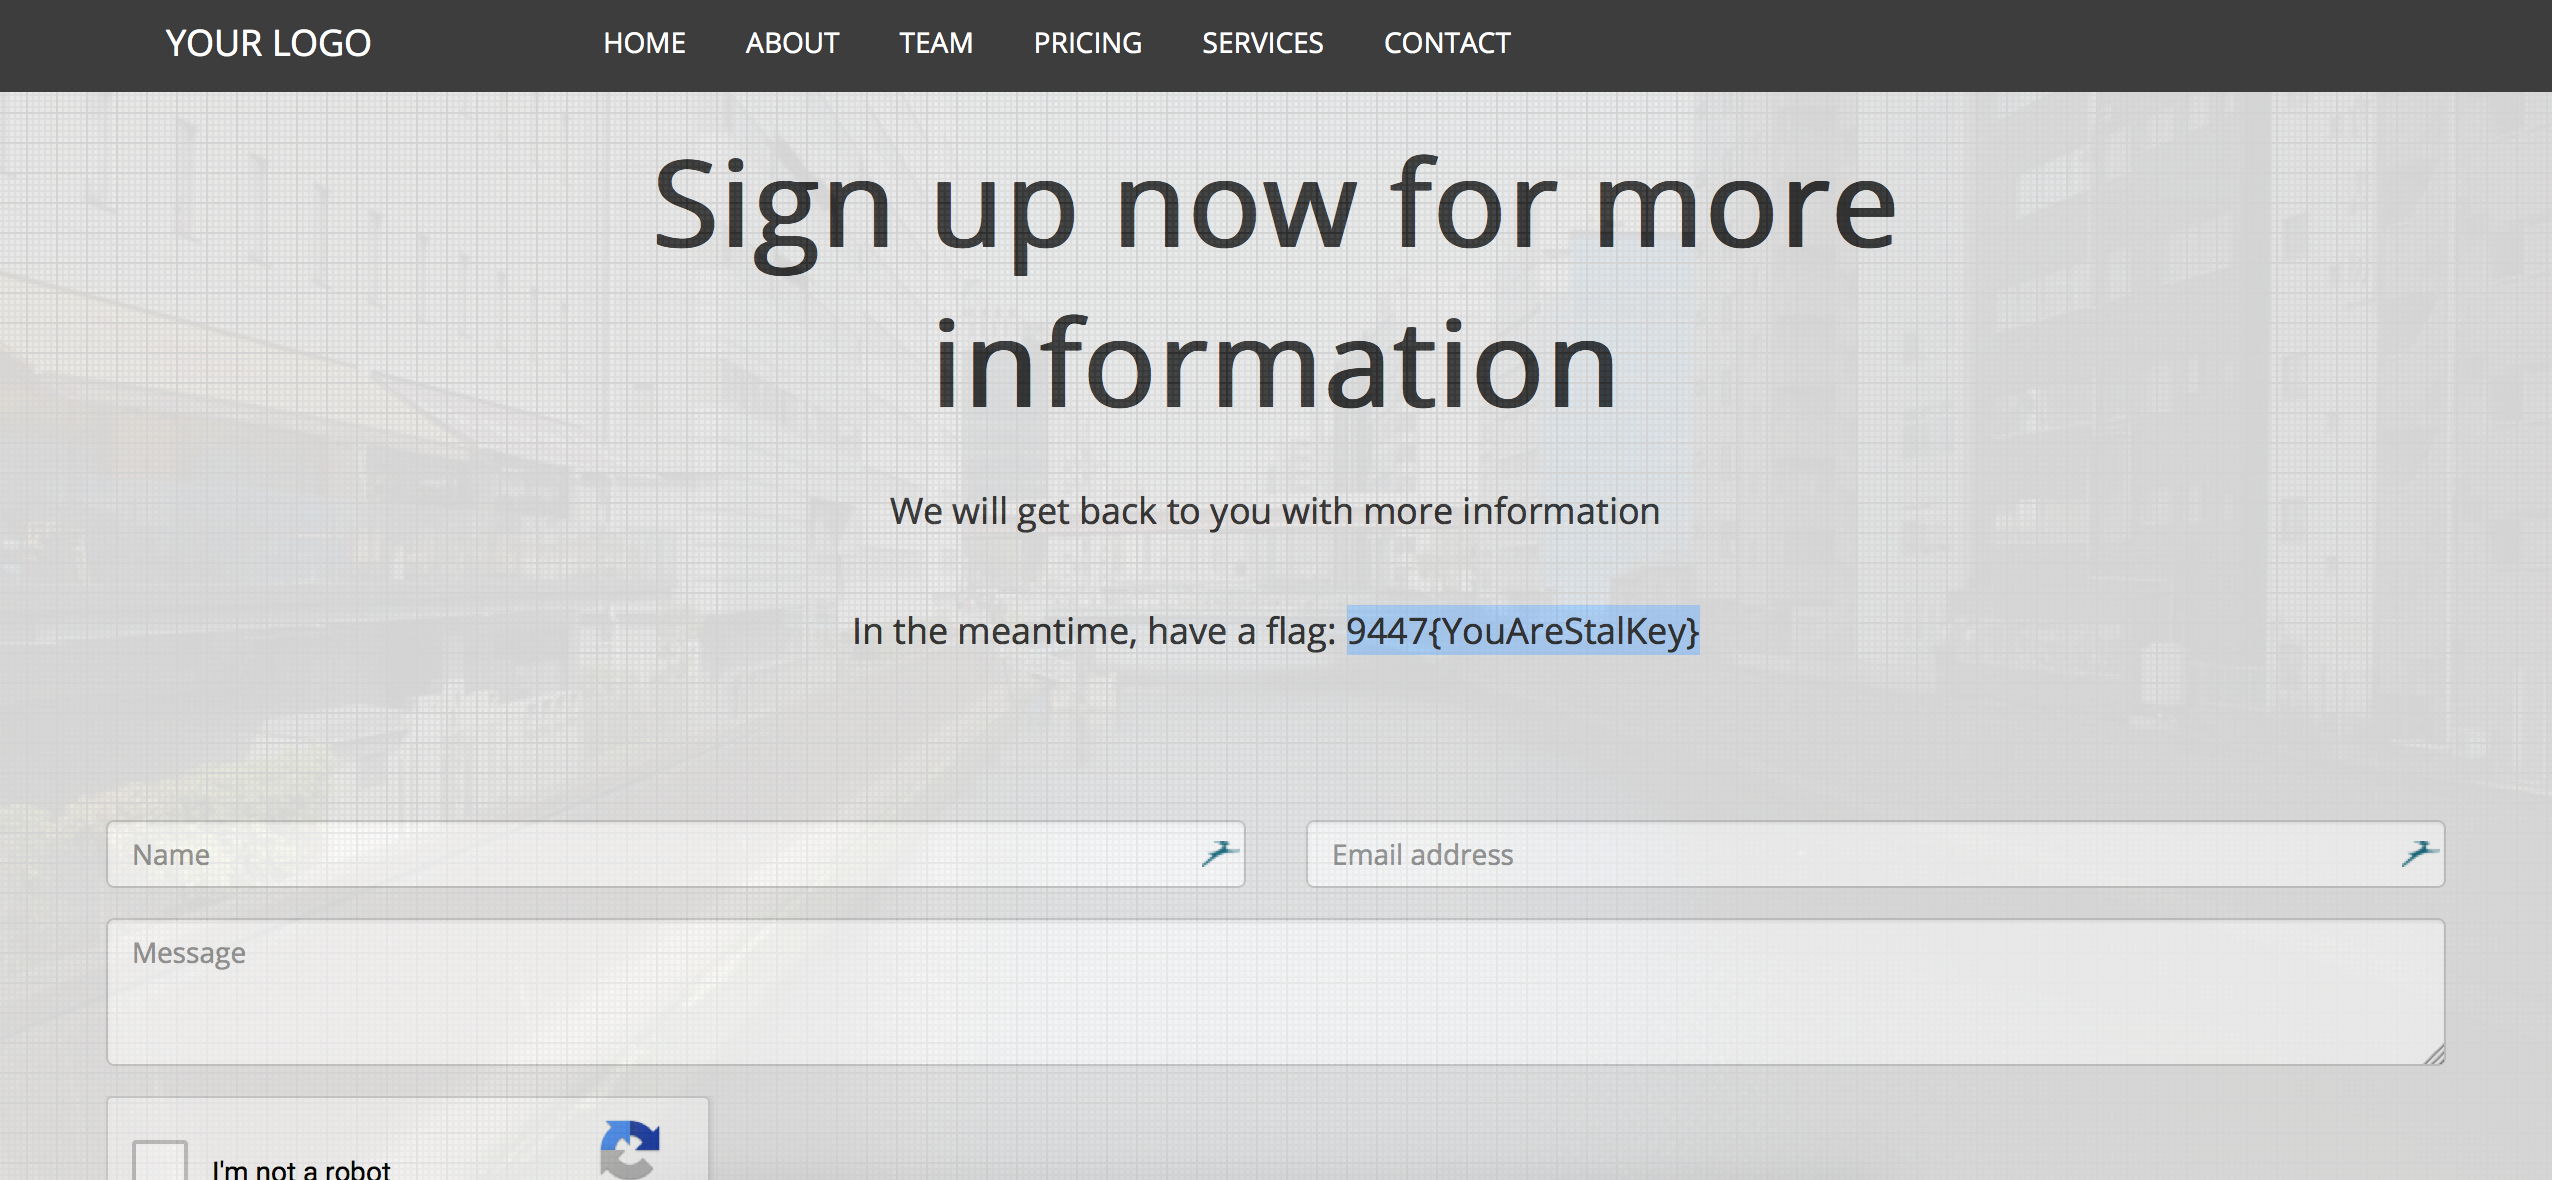 YOUR LOGO HOME ABOUT TEAM PRICING SERVICES CONTACT
Sign up now for more
information
We will get back to you with more information
In the meantime, have a flag: 9447{YouAreStalKey}
Name Email address
Message
I'm not a robot